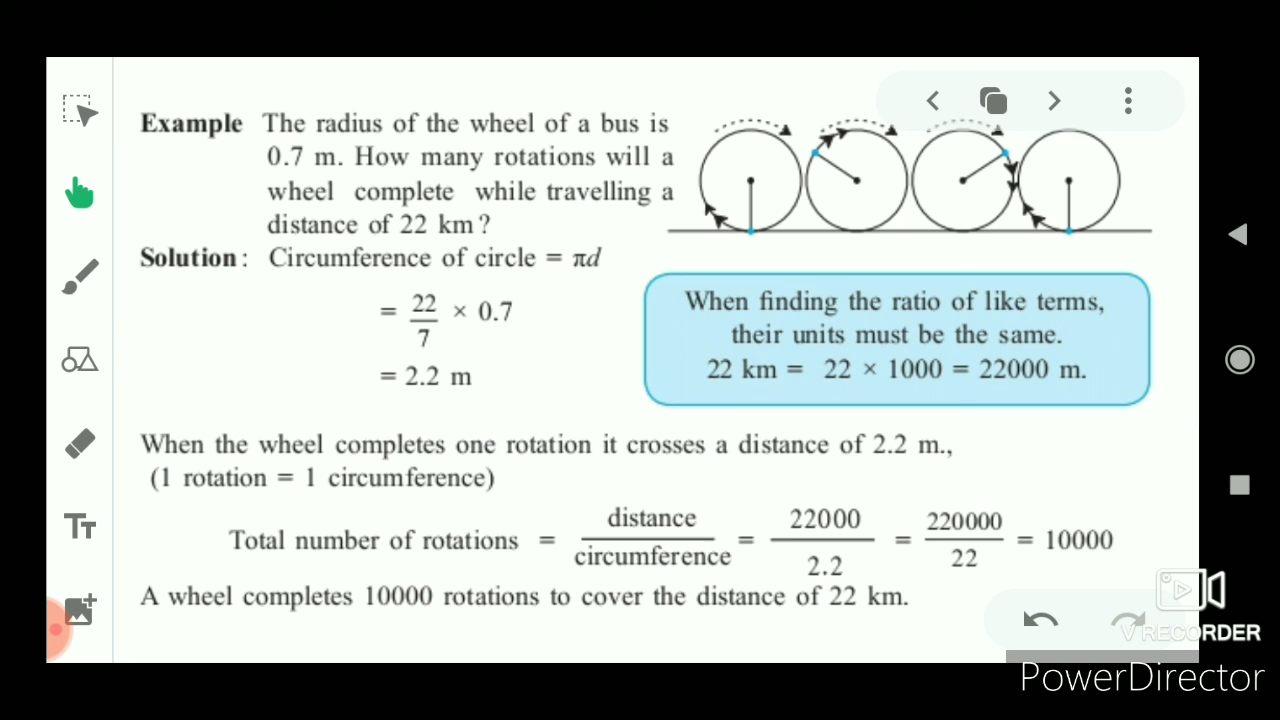 Example The radius of the wheel of a bus is
0.7 m. How many rotations will a
wheel complete while travelling a
distance of 22 km?
Solution : Circumference of circle = πd
= 22/7 × 0.7
= 2.2 m
When finding the ratio of like terms,
their units must be the same.
22 km = 22 × 1000 = 22000 m.
When the wheel completes one rotation it crosses a distance of 2.2 m.,
(1 rotation = 1 circumference)
Total number of rotations = distance/circumference = 22000/2.2 = 220000/22 = 10000
A wheel completes 10000 rotations to cover the distance of 22 km.
TT
V RECORDER
PowerDirector